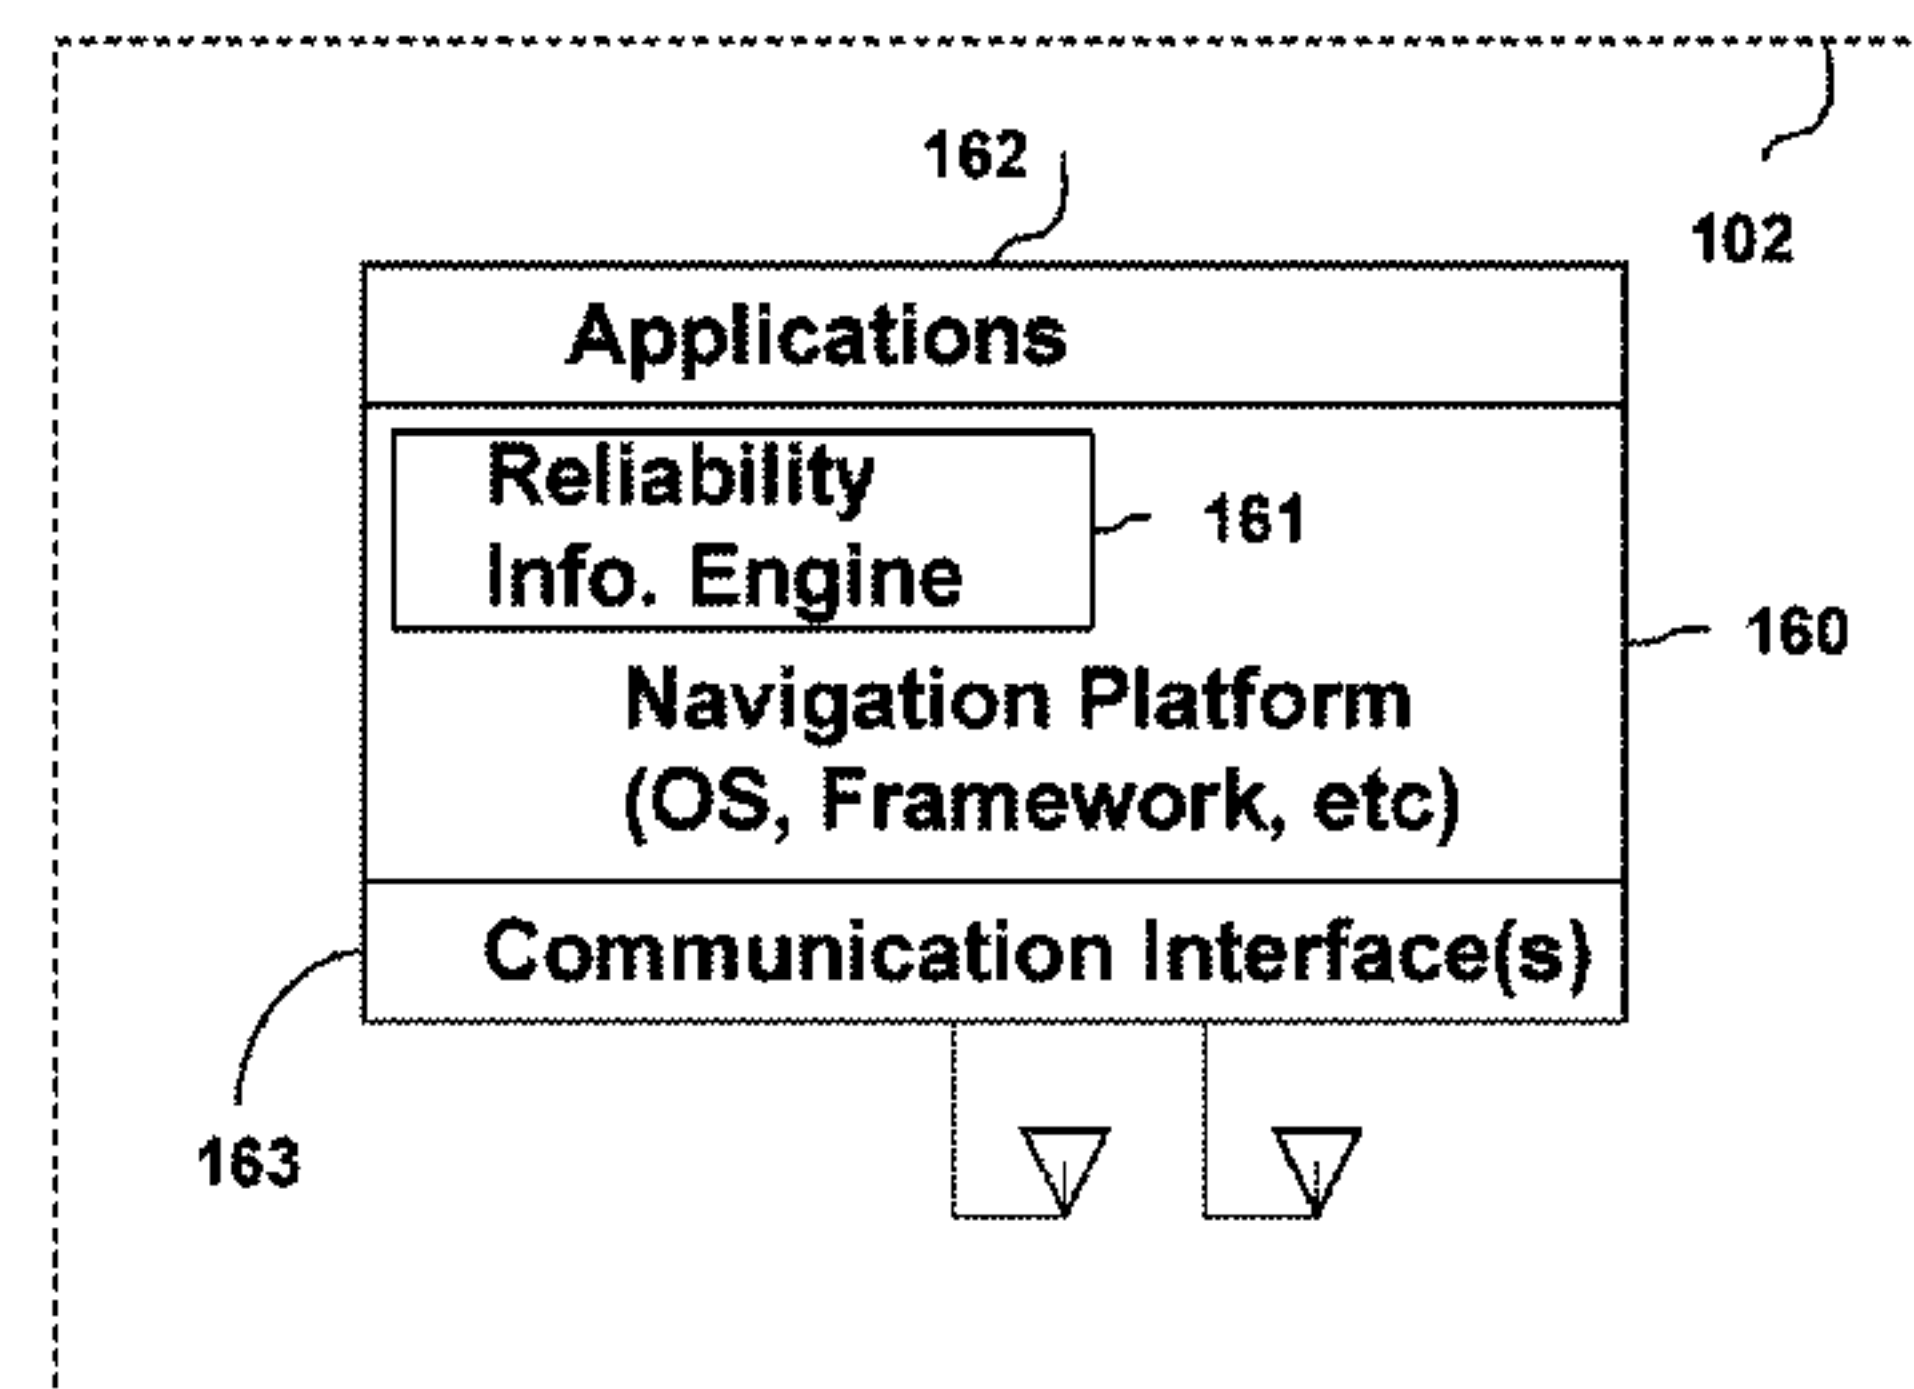 162
102
Applications
Reliability
Info. Engine
161
160
Navigation Platform
(OS, Framework, etc)
Communication Interface(s)
163